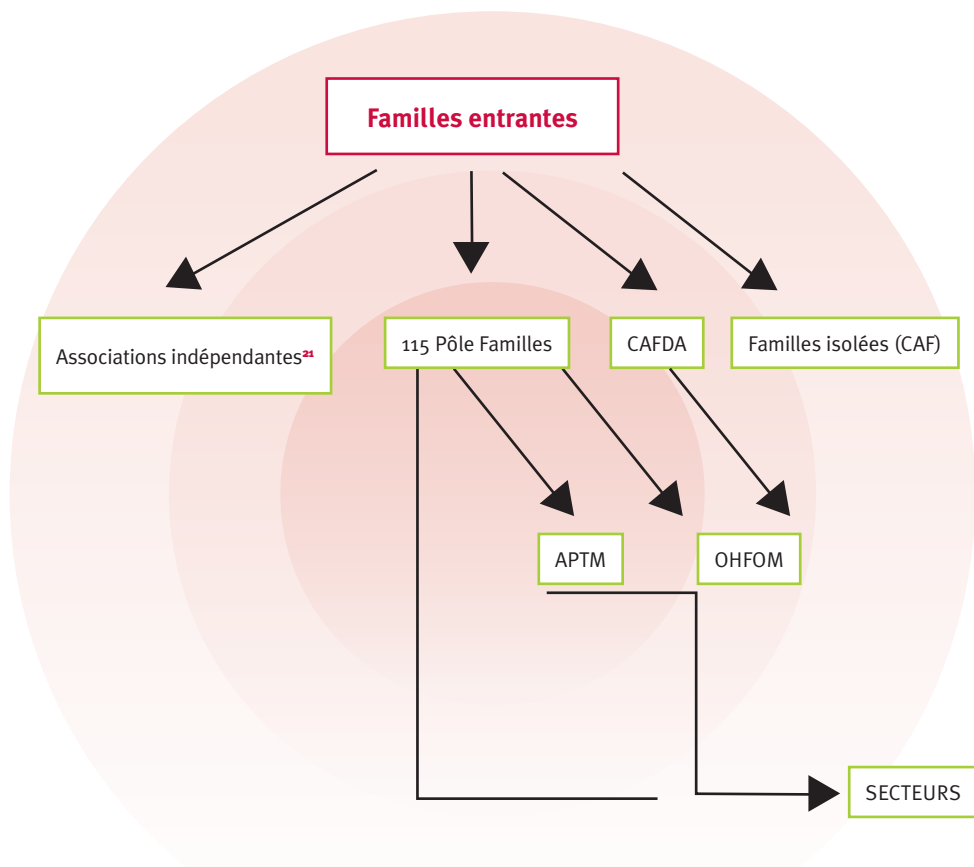 Familles entrantes
Associations indépendantes²¹
115 Pôle Familles
CAFDA
Familles isolées (CAF)
APTM
OHFOM
SECTEURS